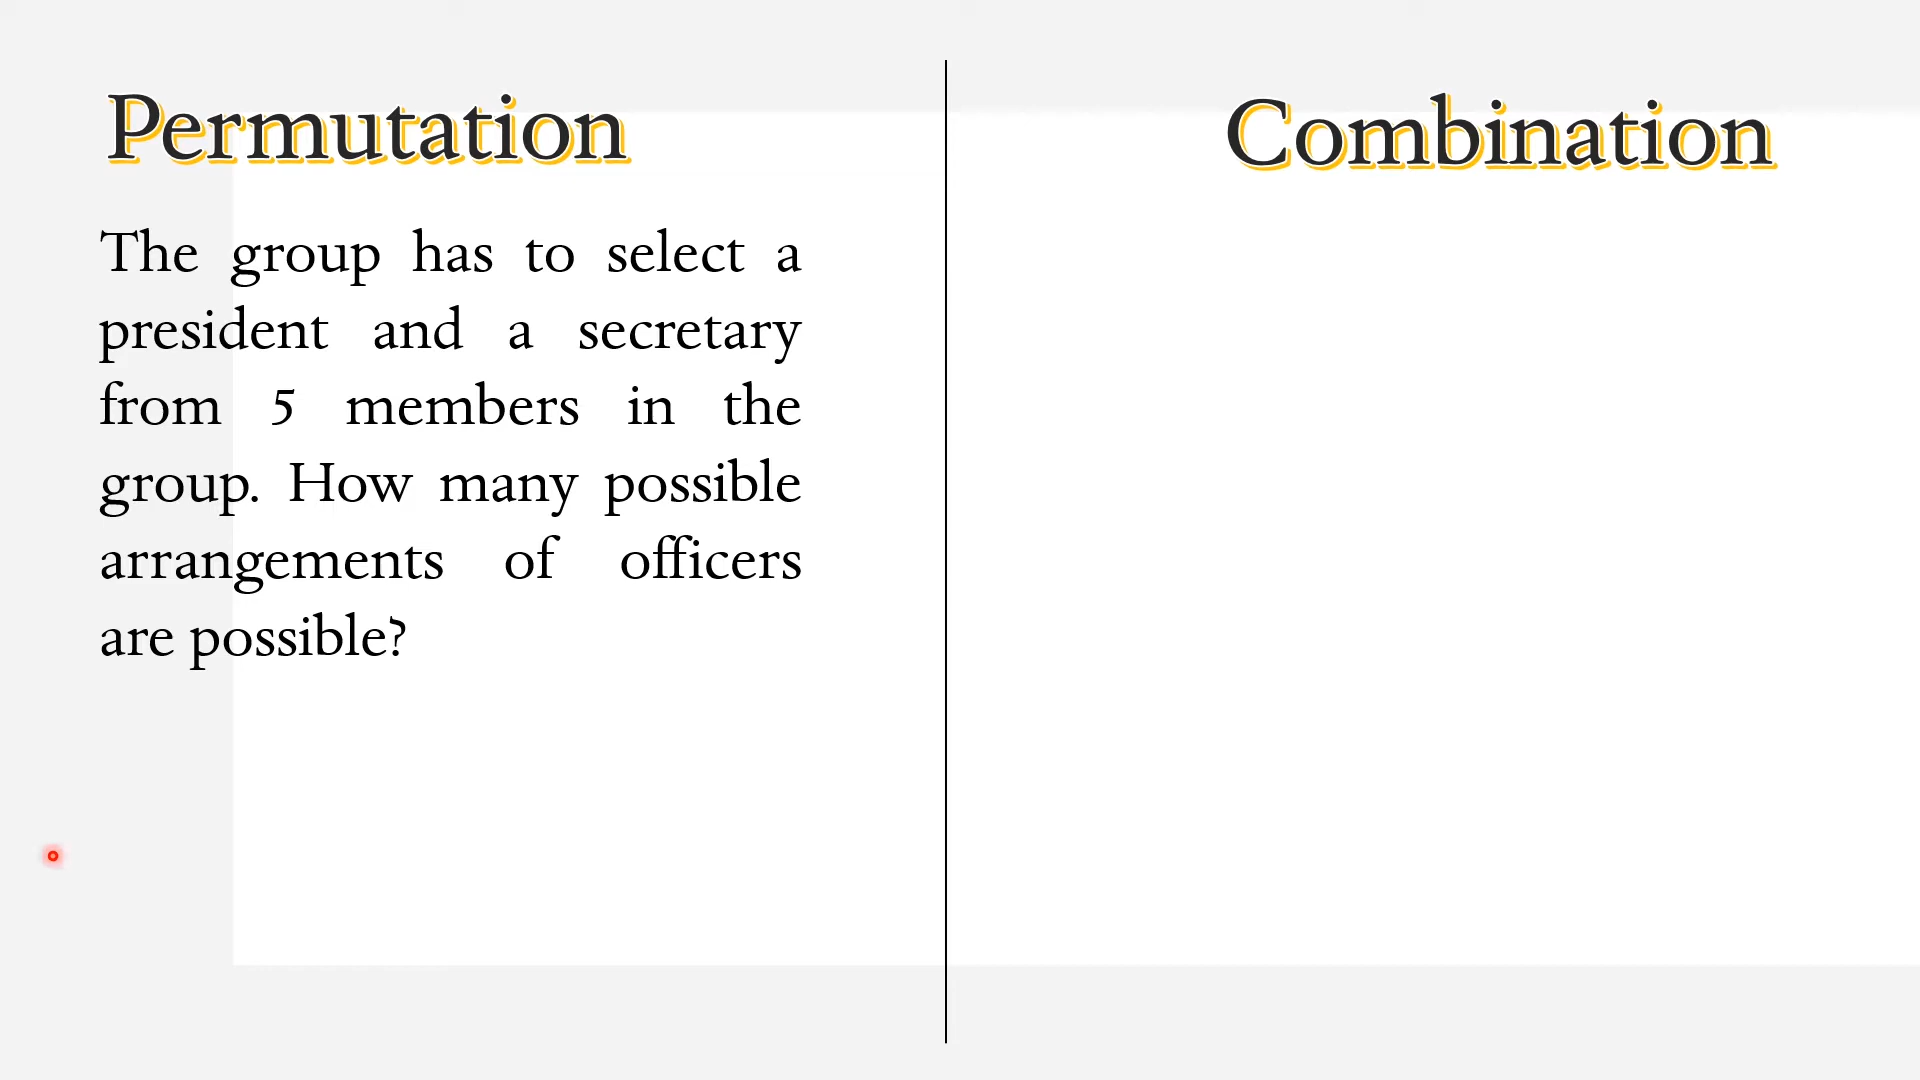 Permutation
The group has to select a
president and a secretary
from 5 members in the
group. How many possible
arrangements of officers
are possible?
Combination